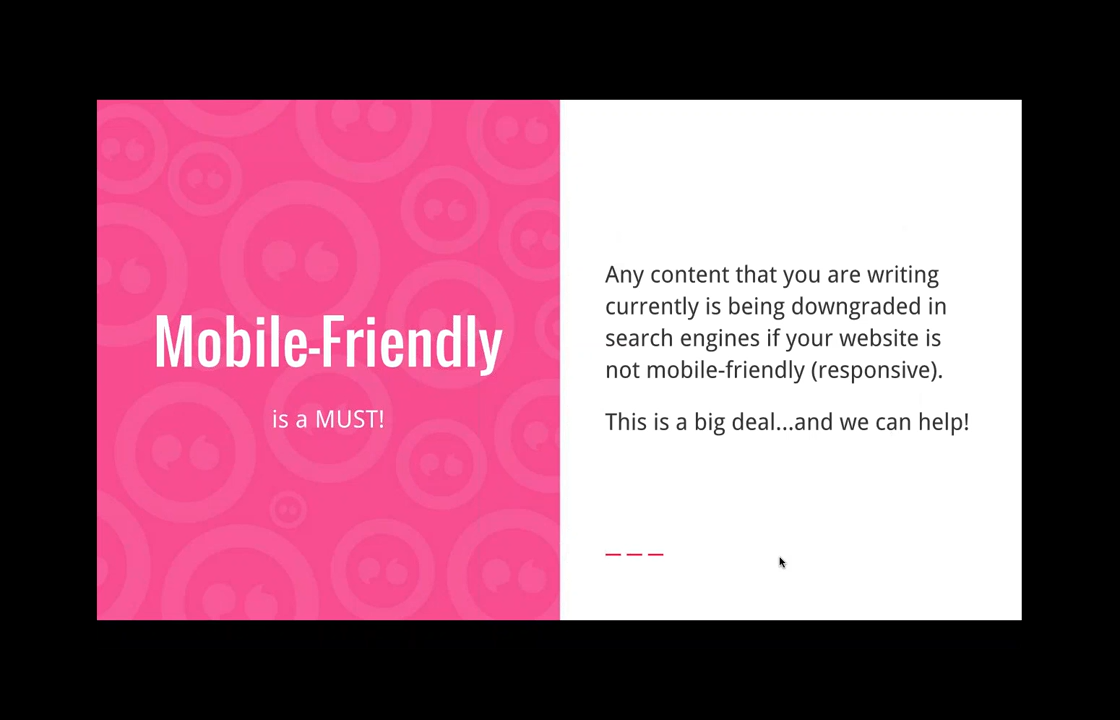 Mobile-Friendly
is a MUST!
Any content that you are writing
currently is being downgraded in
search engines if your website is
not mobile-friendly (responsive).
This is a big deal...and we can help!